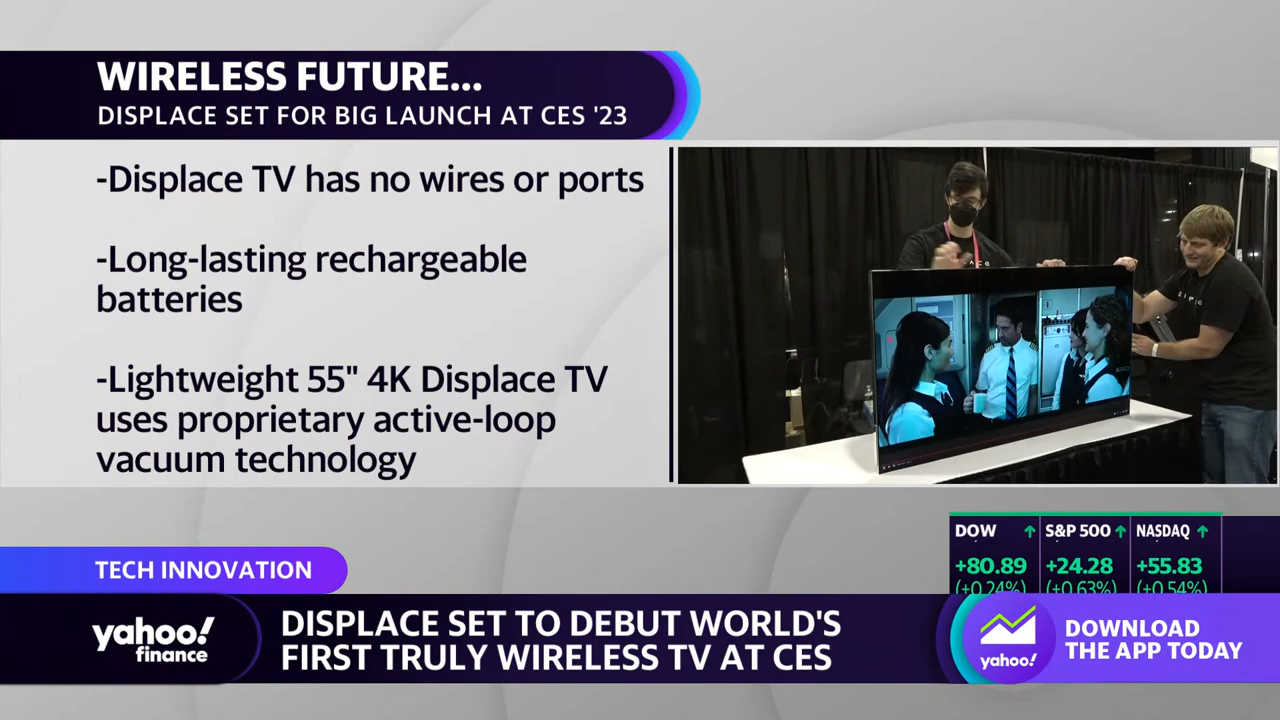 WIRELESS FUTURE...
DISPLACE SET FOR BIG LAUNCH AT CES '23
-Displace TV has no wires or ports
-Long-lasting rechargeable
batteries
-Lightweight 55" 4K Displace TV
uses proprietary active-loop
vacuum technology
DOW
S&P 500
NASDAQ
+80.89
+24.28
+55.83
(+0.24%)
(+0.63%)
(+0.54%)
TECH INNOVATION
yahoo!
finance
DISPLACE SET TO DEBUT WORLD'S
FIRST TRULY WIRELESS TV AT CES
yahoo!
DOWNLOAD
THE APP TODAY